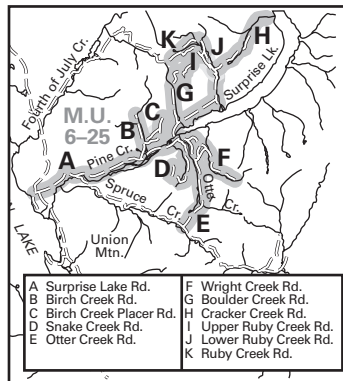 Fourth of July Cr.
K
I
J
H
Surprise Lk.
G
M.U.
6–25
B
C
A
Pine Cr.
D
F
Otter
Spruce
Cr.
E
Cr.
LAKE
Union
Mtn.
A Surprise Lake Rd.
B Birch Creek Rd.
C Birch Creek Placer Rd.
D Snake Creek Rd.
E Otter Creek Rd.
F Wright Creek Rd.
G Boulder Creek Rd.
H Cracker Creek Rd.
I Upper Ruby Creek Rd.
J Lower Ruby Creek Rd.
K Ruby Creek Rd.